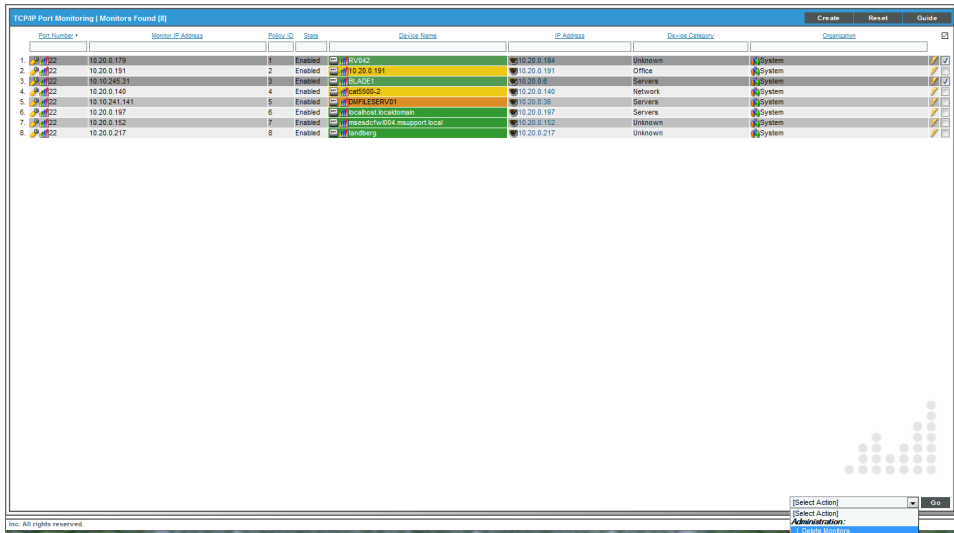 TCP/IP Port Monitoring | Monitors Found [8] Create Reset Guide
Port Number • Monitor IP Address Policy ID State Device Name IP Address Device Category Organization
1. 22 10.20.0.179 1 Enabled RV042 10.20.0.184 Unknown System
2. 22 10.20.0.191 2 Enabled 10.20.0.191 10.20.0.191 Office System
3. 22 10.10.245.31 3 Enabled BLADE1 10.20.0.6 Servers System
4. 22 10.20.0.140 4 Enabled cat5500-2 10.20.0.140 Network System
5. 22 10.10.241.141 5 Enabled DMFILESERV01 10.20.0.36 Servers System
6. 22 10.20.0.197 6 Enabled localhost.localdomain 10.20.0.197 Servers System
7. 22 10.20.0.152 7 Enabled msesdcfwl004.msupport.local 10.20.0.152 Unknown System
8. 22 10.20.0.217 8 Enabled tandberg 10.20.0.217 Unknown System
[Select Action] Go
[Select Action]
Administration:
Delete Monitors
Inc. All rights reserved.